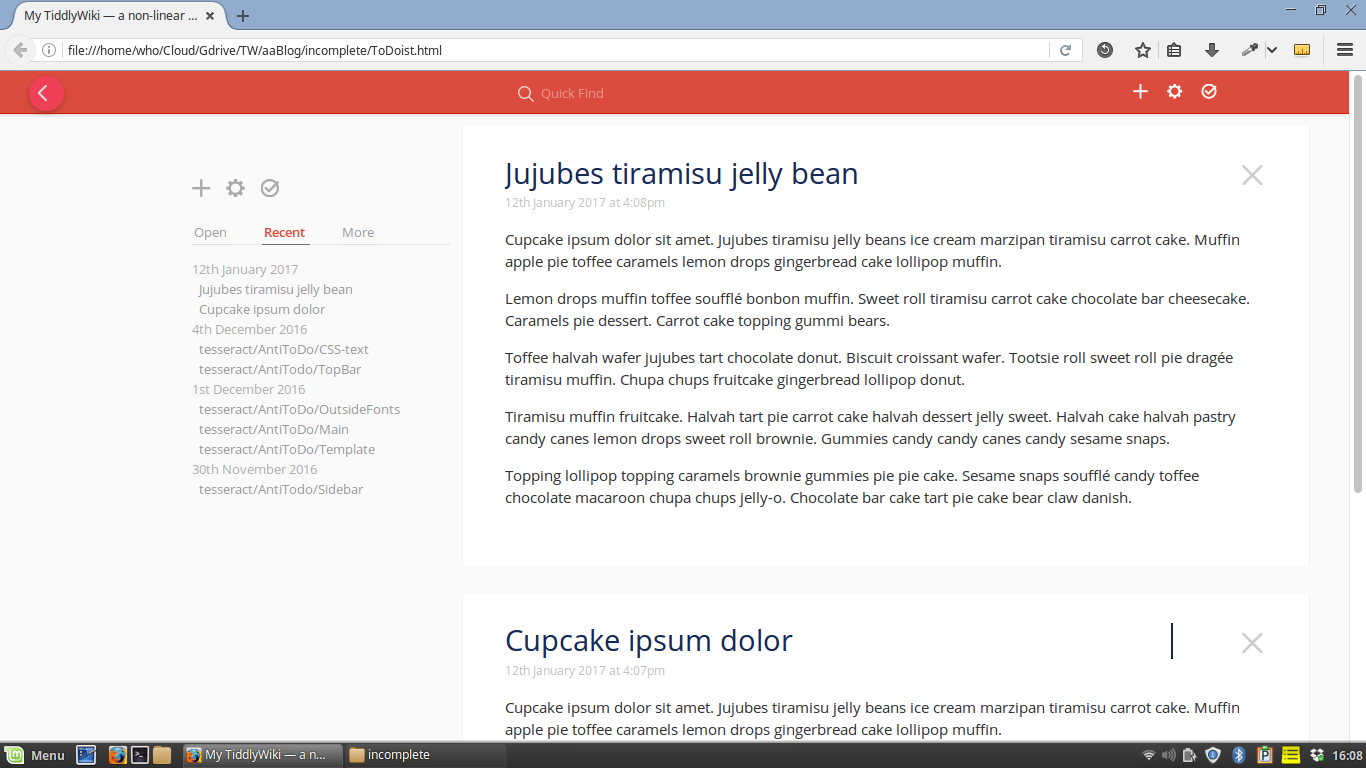 My TiddlyWiki — a non-linear ...
file:///home/who/Cloud/Gdrive/TW/aaBlog/incomplete/ToDoist.html
Quick Find
Open Recent More
12th January 2017
Jujubes tiramisu jelly bean
Cupcake ipsum dolor
4th December 2016
tesseract/AntiToDo/CSS-text
tesseract/AntiTodo/TopBar
1st December 2016
tesseract/AntiToDo/OutsideFonts
tesseract/AntiToDo/Main
tesseract/AntiToDo/Template
30th November 2016
tesseract/AntiTodo/Sidebar
Jujubes tiramisu jelly bean
12th January 2017 at 4:08pm
Cupcake ipsum dolor sit amet. Jujubes tiramisu jelly beans ice cream marzipan tiramisu carrot cake. Muffin
apple pie toffee caramels lemon drops gingerbread cake lollipop muffin.
Lemon drops muffin toffee soufflé bonbon muffin. Sweet roll tiramisu carrot cake chocolate bar cheesecake.
Caramels pie dessert. Carrot cake topping gummi bears.
Toffee halvah wafer jujubes tart chocolate donut. Biscuit croissant wafer. Tootsie roll sweet roll pie dragée
tiramisu muffin. Chupa chups fruitcake gingerbread lollipop donut.
Tiramisu muffin fruitcake. Halvah tart pie carrot cake halvah dessert jelly sweet. Halvah cake halvah pastry
candy canes lemon drops sweet roll brownie. Gummies candy candy canes candy sesame snaps.
Topping lollipop topping caramels brownie gummies pie pie cake. Sesame snaps soufflé candy toffee
chocolate macaroon chupa chups jelly-o. Chocolate bar cake tart pie cake bear claw danish.
Cupcake ipsum dolor
12th January 2017 at 4:07pm
Cupcake ipsum dolor sit amet. Jujubes tiramisu jelly beans ice cream marzipan tiramisu carrot cake. Muffin
apple pie toffee caramels lemon drops gingerbread cake lollipop muffin.
Menu My TiddlyWiki — a n... incomplete 16:08